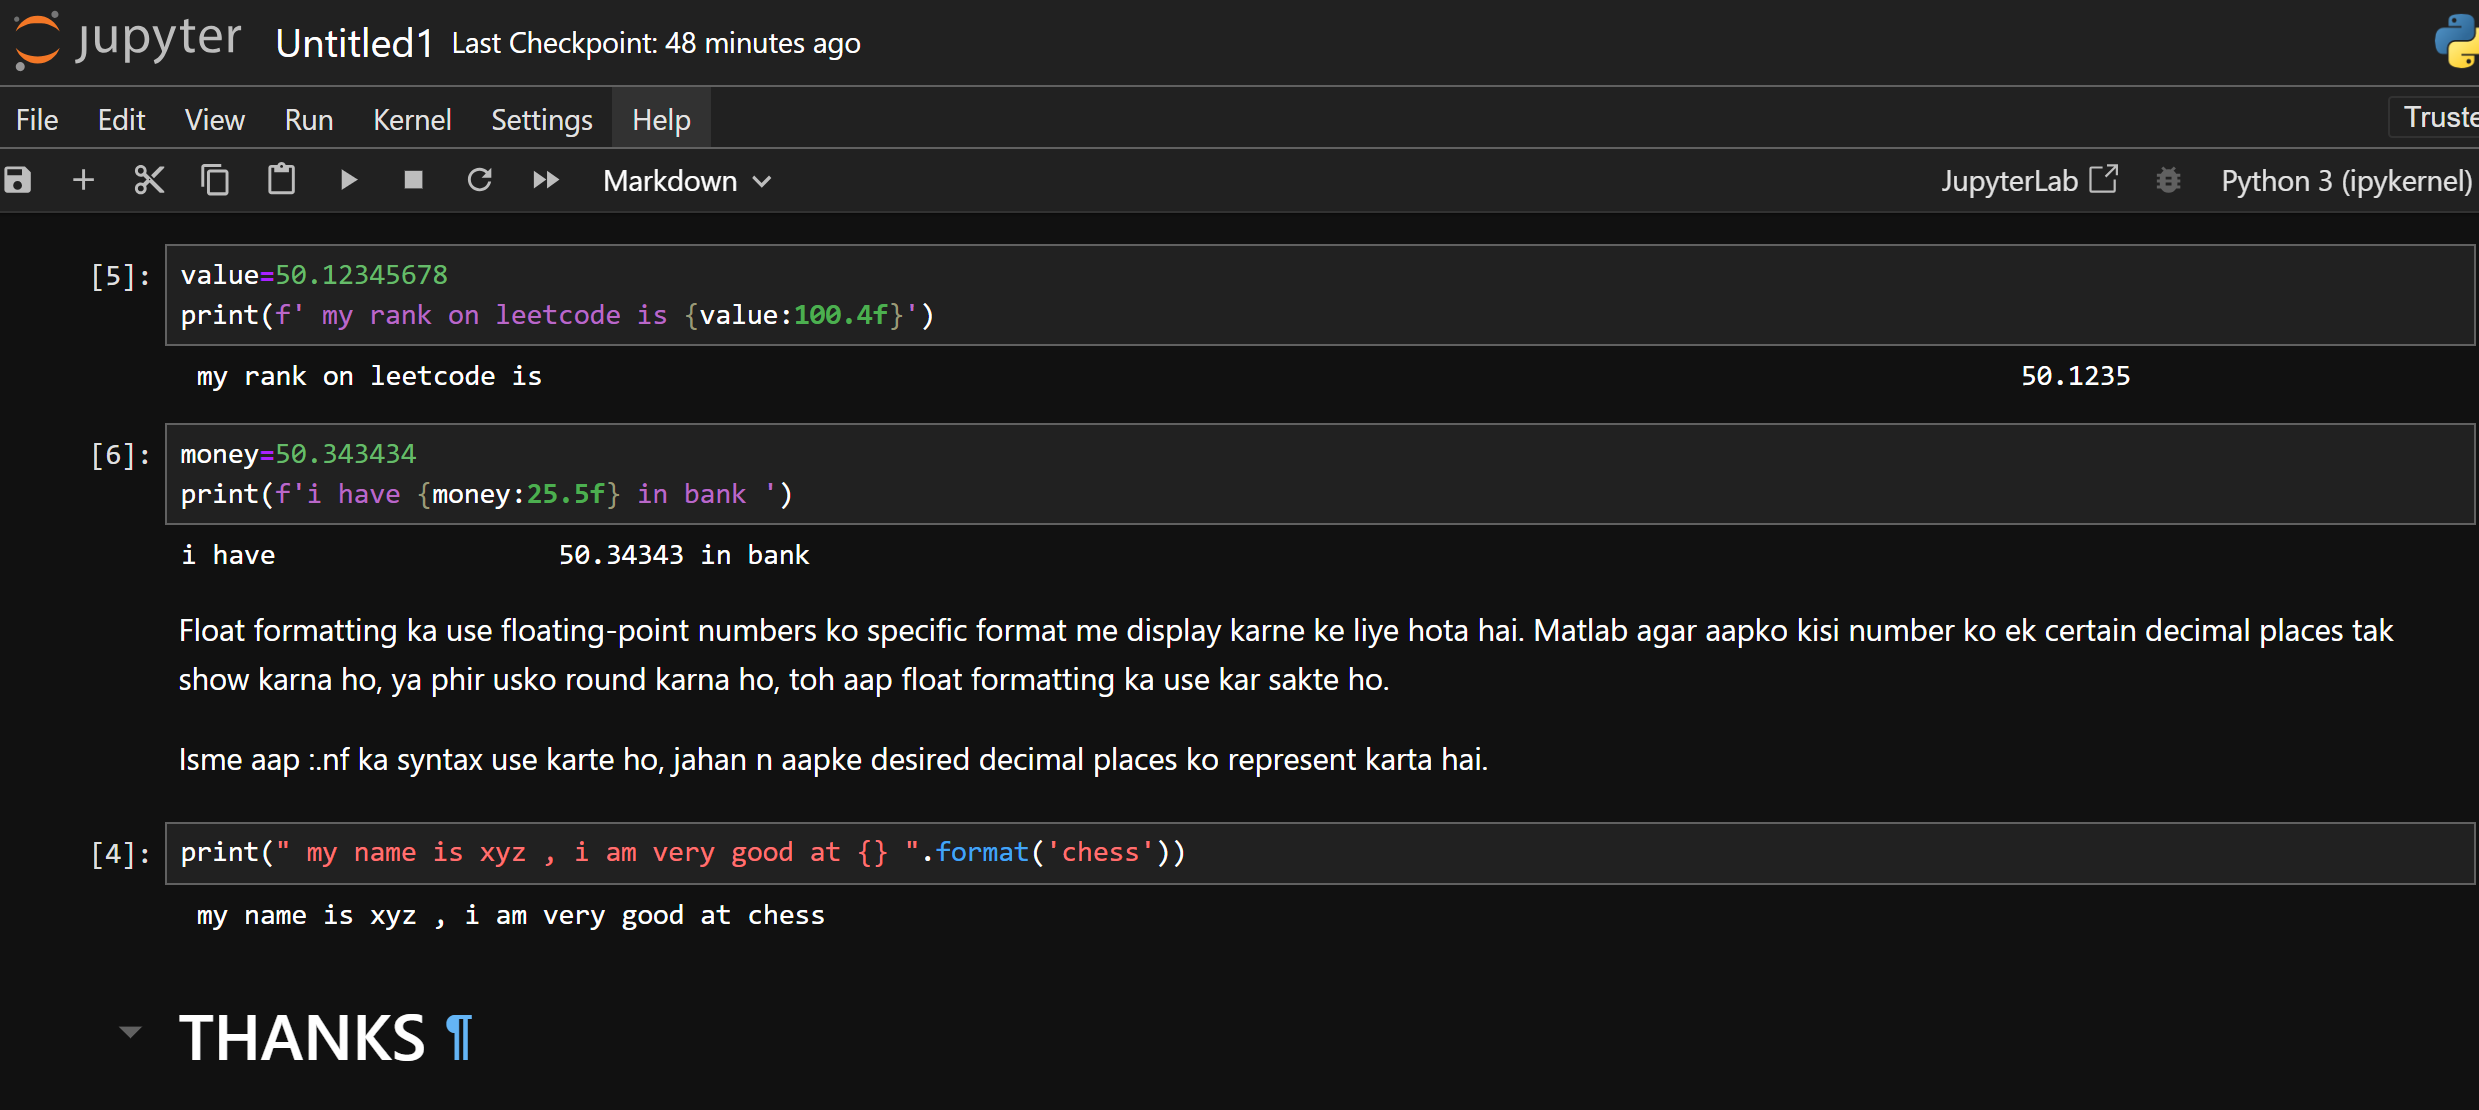 jupyter Untitled1 Last Checkpoint: 48 minutes ago
File Edit View Run Kernel Settings Help
Markdown JupyterLab Python 3 (ipykernel)
[5]: value=50.12345678
print(f' my rank on leetcode is {value:100.4f}')
my rank on leetcode is 50.1235
[6]: money=50.343434
print(f'i have {money:25.5f} in bank ')
i have 50.34343 in bank
Float formatting ka use floating-point numbers ko specific format me display karne ke liye hota hai. Matlab agar aapko kisi number ko ek certain decimal places tak
show karna ho, ya phir usko round karna ho, toh aap float formatting ka use kar sakte ho.
Isme aap :.nf ka syntax use karte ho, jahan n aapke desired decimal places ko represent karta hai.
[4]: print(" my name is xyz , i am very good at {} ".format('chess'))
my name is xyz , i am very good at chess
THANKS ¶